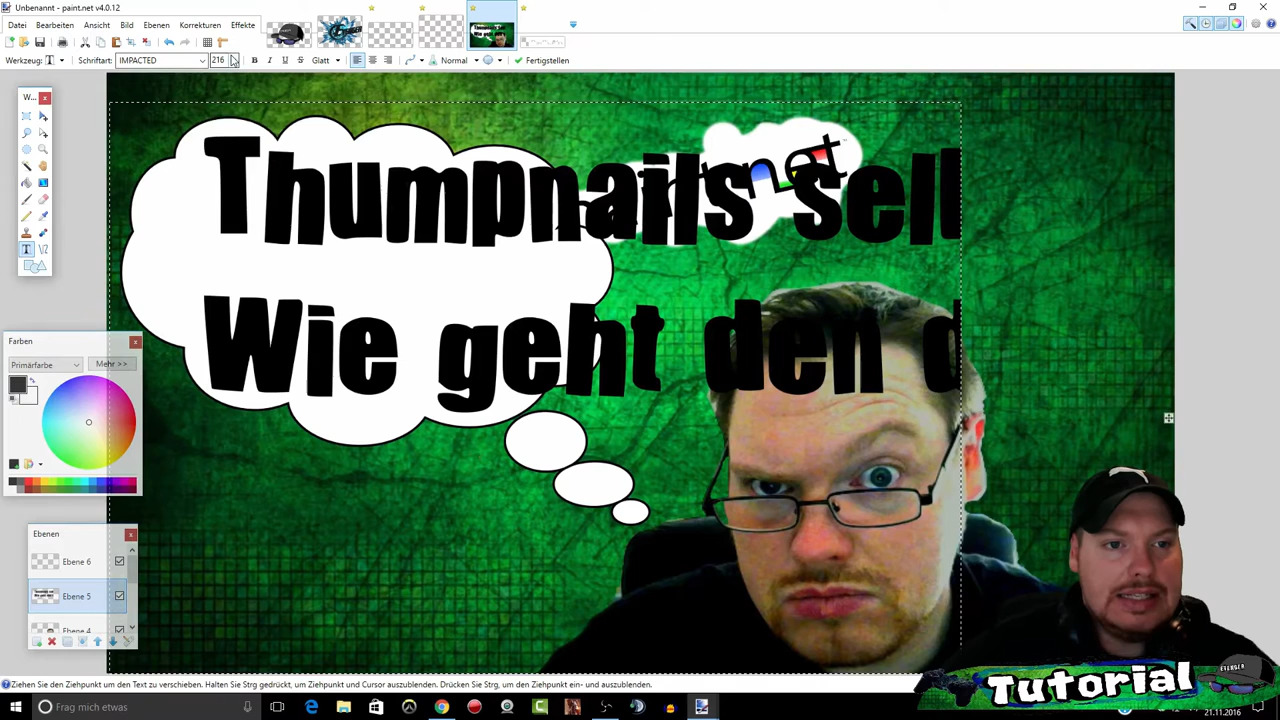 Unbenannt - paint.net v4.0.12
Datei Bearbeiten Ansicht Bild Ebenen Korrekturen Effekte
Werkzeug: T Schriftart: IMPACTED 216 B I U S Glatt Normal Fertigstellen
W...
net
Thumpnails sell
Wie geht den d
Farben
Primärfarbe Mehr >>
Ebenen
Ebene 6
Ebene 5
Ebene 4
ETERGER
Tutorial
Ziehen Sie den Ziehpunkt um den Text zu verschieben. Halten Sie Strg gedrückt, um Ziehpunkt und Cursor auszublenden. Drücken Sie Strg, um den Ziehpunkt ein- und auszublenden.
Frag mich etwas
21.11.2016